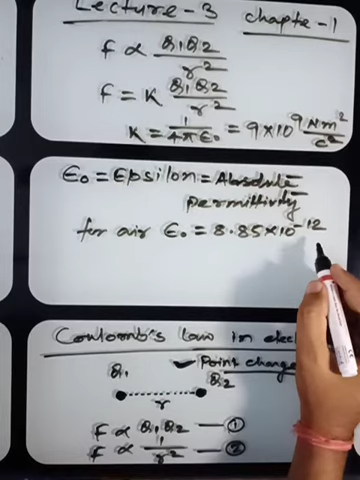 Lecture - 3 chapter - 1
F ∝ Q₁Q₂/r²
F = K Q₁Q₂/r²
K = 1/4πε₀ = 9×10⁹ Nm²/c²
ε₀ = Epsilon = Absolute
permittivity
for air ε₀ = 8.85×10⁻¹²
Coulomb's law in
Point charge
Q₁ Q₂
r
F ∝ Q₁Q₂ — ①
F ∝ 1/r² — ②